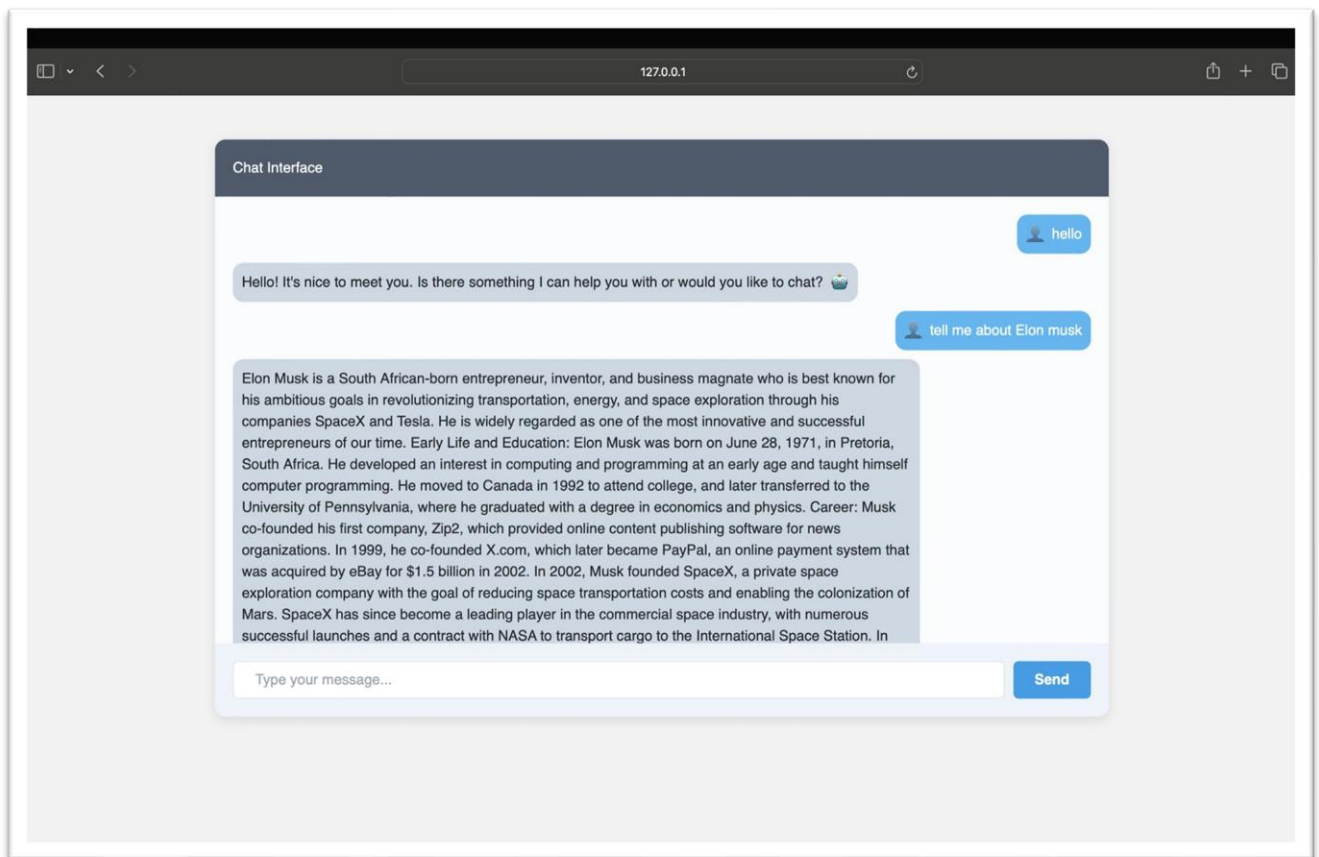 127.0.0.1
Chat Interface
hello
Hello! It's nice to meet you. Is there something I can help you with or would you like to chat?
tell me about Elon musk
Elon Musk is a South African-born entrepreneur, inventor, and business magnate who is best known for
his ambitious goals in revolutionizing transportation, energy, and space exploration through his
companies SpaceX and Tesla. He is widely regarded as one of the most innovative and successful
entrepreneurs of our time. Early Life and Education: Elon Musk was born on June 28, 1971, in Pretoria,
South Africa. He developed an interest in computing and programming at an early age and taught himself
computer programming. He moved to Canada in 1992 to attend college, and later transferred to the
University of Pennsylvania, where he graduated with a degree in economics and physics. Career: Musk
co-founded his first company, Zip2, which provided online content publishing software for news
organizations. In 1999, he co-founded X.com, which later became PayPal, an online payment system that
was acquired by eBay for $1.5 billion in 2002. In 2002, Musk founded SpaceX, a private space
exploration company with the goal of reducing space transportation costs and enabling the colonization of
Mars. SpaceX has since become a leading player in the commercial space industry, with numerous
successful launches and a contract with NASA to transport cargo to the International Space Station. In
Type your message...
Send